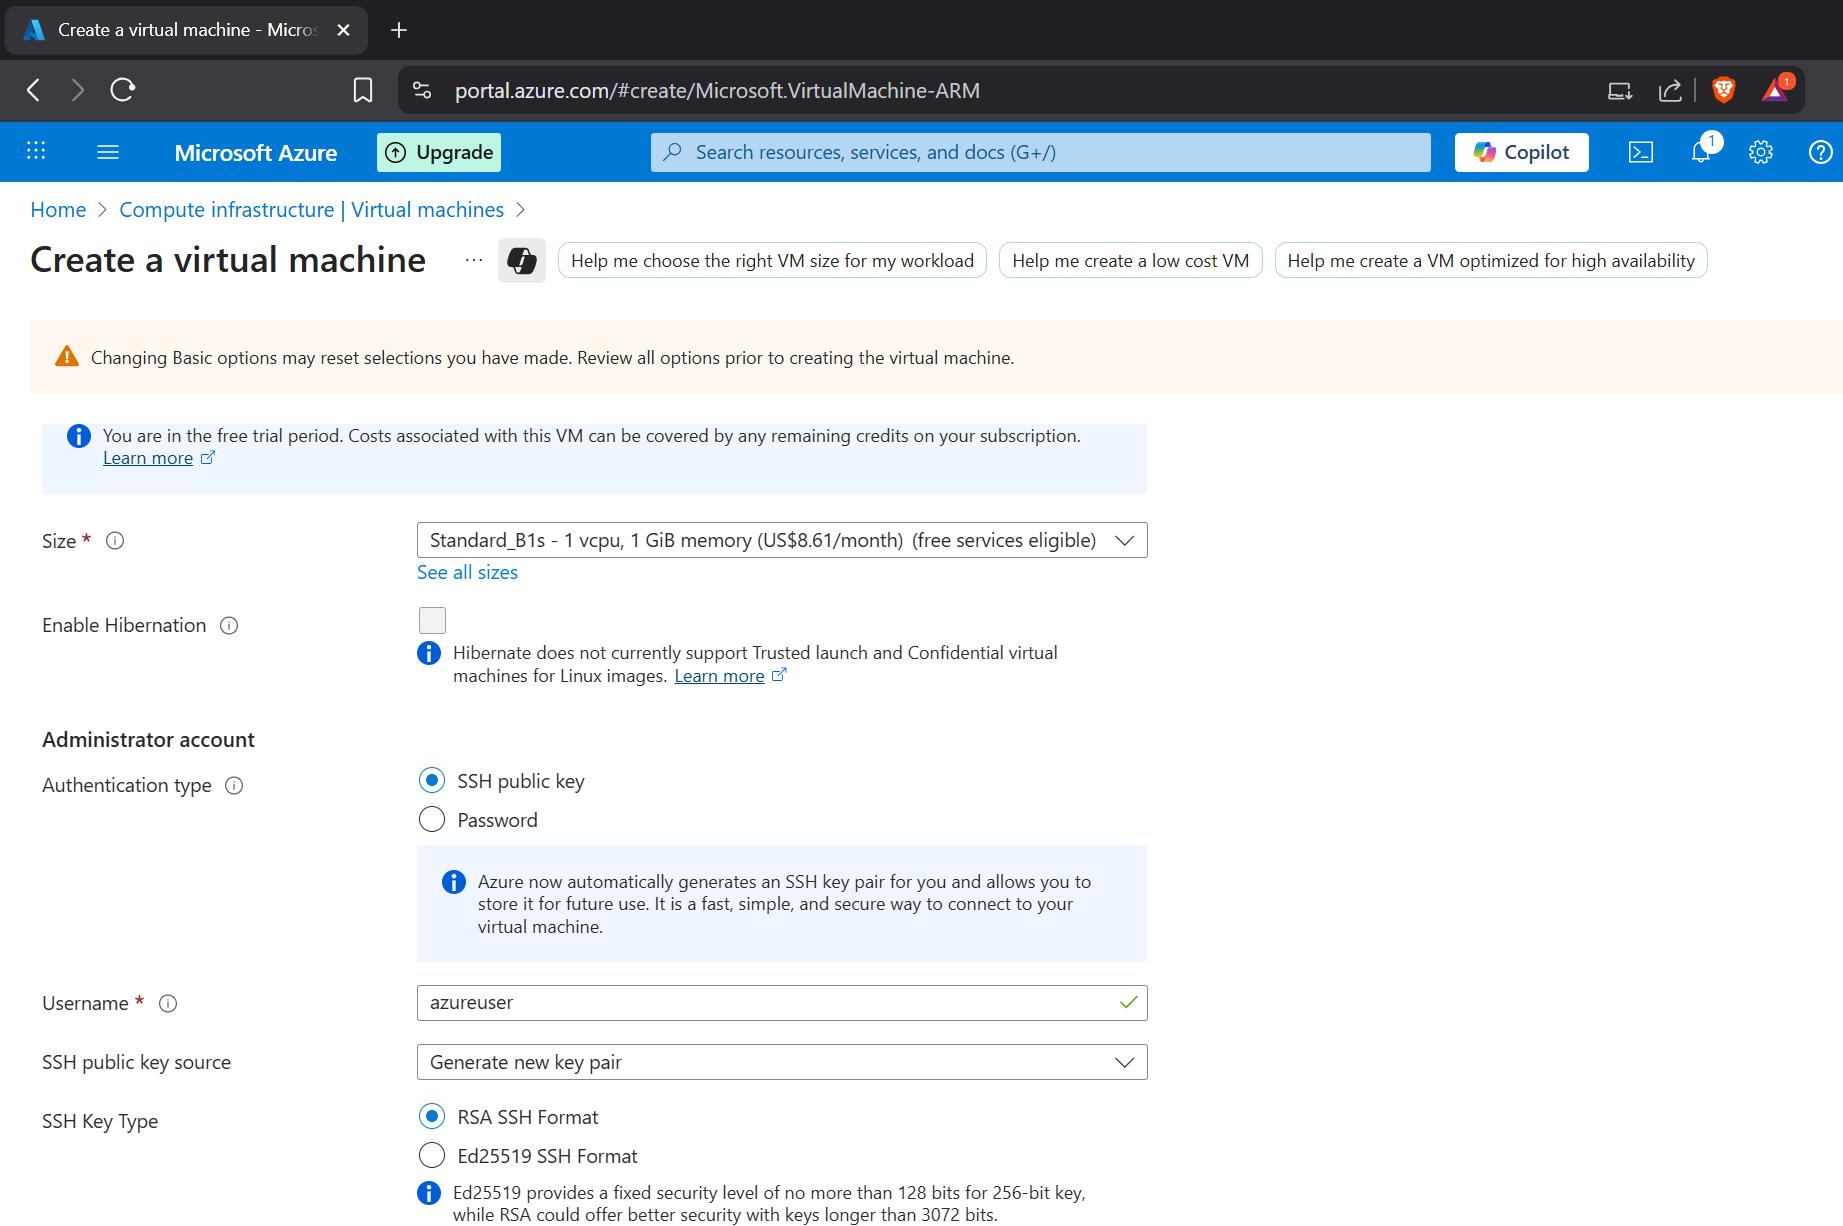 Create a virtual machine - Micros
portal.azure.com/#create/Microsoft.VirtualMachine-ARM
1
Microsoft Azure
Upgrade
Search resources, services, and docs (G+/)
Copilot
1
Home > Compute infrastructure | Virtual machines >
Create a virtual machine
...
Help me choose the right VM size for my workload
Help me create a low cost VM
Help me create a VM optimized for high availability
Changing Basic options may reset selections you have made. Review all options prior to creating the virtual machine.
You are in the free trial period. Costs associated with this VM can be covered by any remaining credits on your subscription.
Learn more
Size *
Standard_B1s - 1 vcpu, 1 GiB memory (US$8.61/month) (free services eligible)
See all sizes
Enable Hibernation
Hibernate does not currently support Trusted launch and Confidential virtual
machines for Linux images. Learn more
Administrator account
Authentication type
SSH public key
Password
Azure now automatically generates an SSH key pair for you and allows you to
store it for future use. It is a fast, simple, and secure way to connect to your
virtual machine.
Username *
azureuser
SSH public key source
Generate new key pair
SSH Key Type
RSA SSH Format
Ed25519 SSH Format
Ed25519 provides a fixed security level of no more than 128 bits for 256-bit key,
while RSA could offer better security with keys longer than 3072 bits.